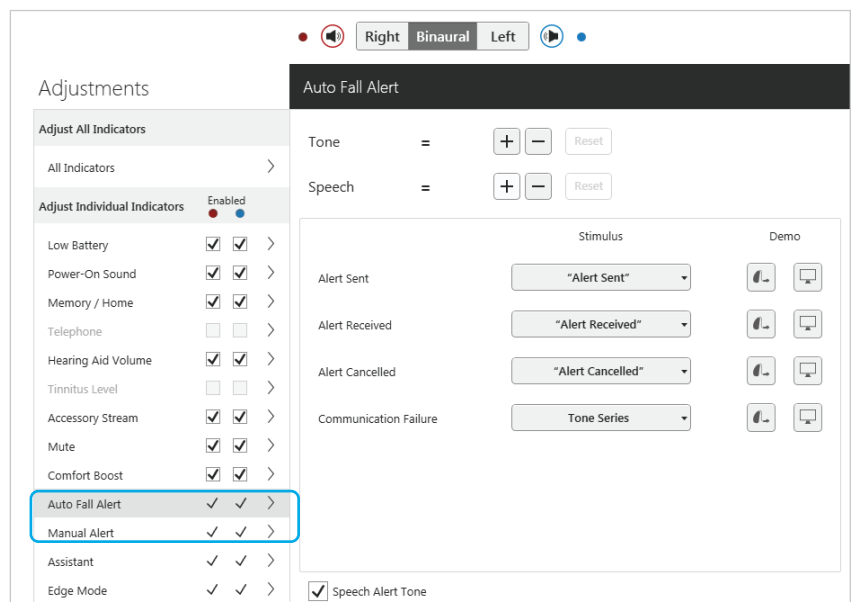 Right Binaural Left
Adjustments
Auto Fall Alert
Adjust All Indicators
All Indicators
Adjust Individual Indicators Enabled
Low Battery
Power-On Sound
Memory / Home
Telephone
Hearing Aid Volume
Tinnitus Level
Accessory Stream
Mute
Comfort Boost
Auto Fall Alert
Manual Alert
Assistant
Edge Mode
Tone = + − Reset
Speech = + − Reset
Stimulus Demo
Alert Sent "Alert Sent"
Alert Received "Alert Received"
Alert Cancelled "Alert Cancelled"
Communication Failure Tone Series
Speech Alert Tone